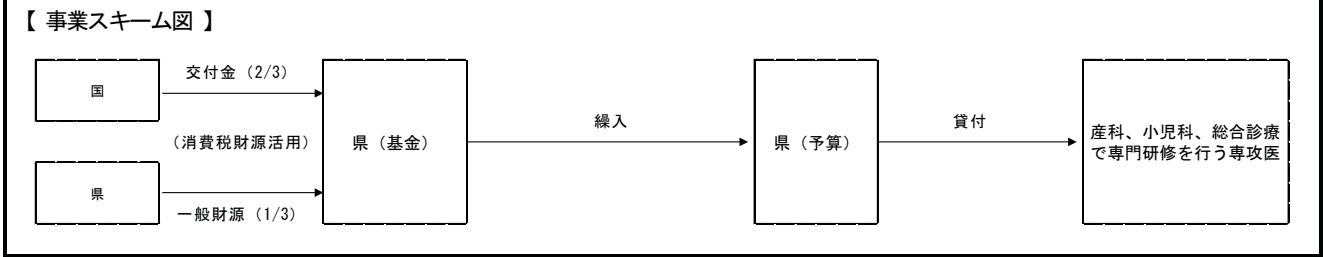 【 事業スキーム図 】
国
交付金（2/3）
（消費税財源活用）
県
一般財源（1/3）
県（基金）
繰入
県（予算）
貸付
産科、小児科、総合診療
で専門研修を行う専攻医